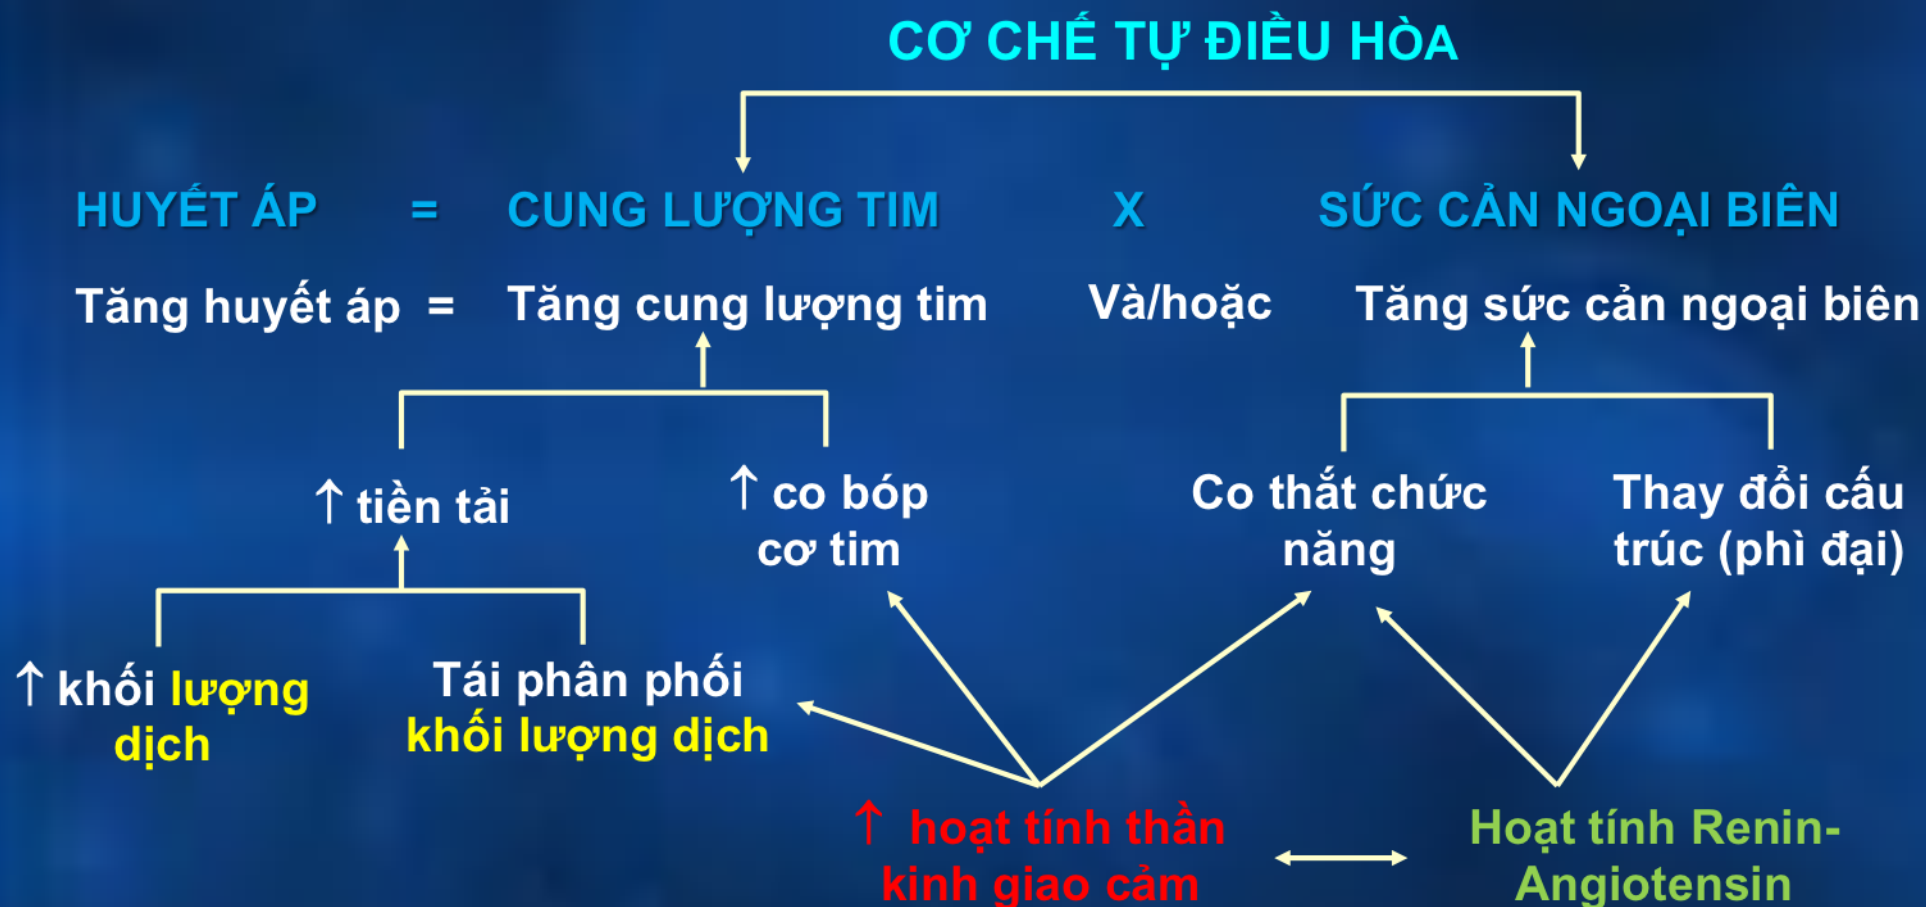 CƠ CHẾ TỰ ĐIỀU HÒA
HUYẾT ÁP = CUNG LƯỢNG TIM X SỨC CẢN NGOẠI BIÊN
Tăng huyết áp = Tăng cung lượng tim Và/hoặc Tăng sức cản ngoại biên
↑ tiền tải
↑ co bóp
cơ tim
Co thắt chức
năng
Thay đổi cấu
trúc (phì đại)
↑ khối lượng
dịch
Tái phân phối
khối lượng dịch
↑ hoạt tính thần
kinh giao cảm
Hoạt tính Renin-
Angiotensin